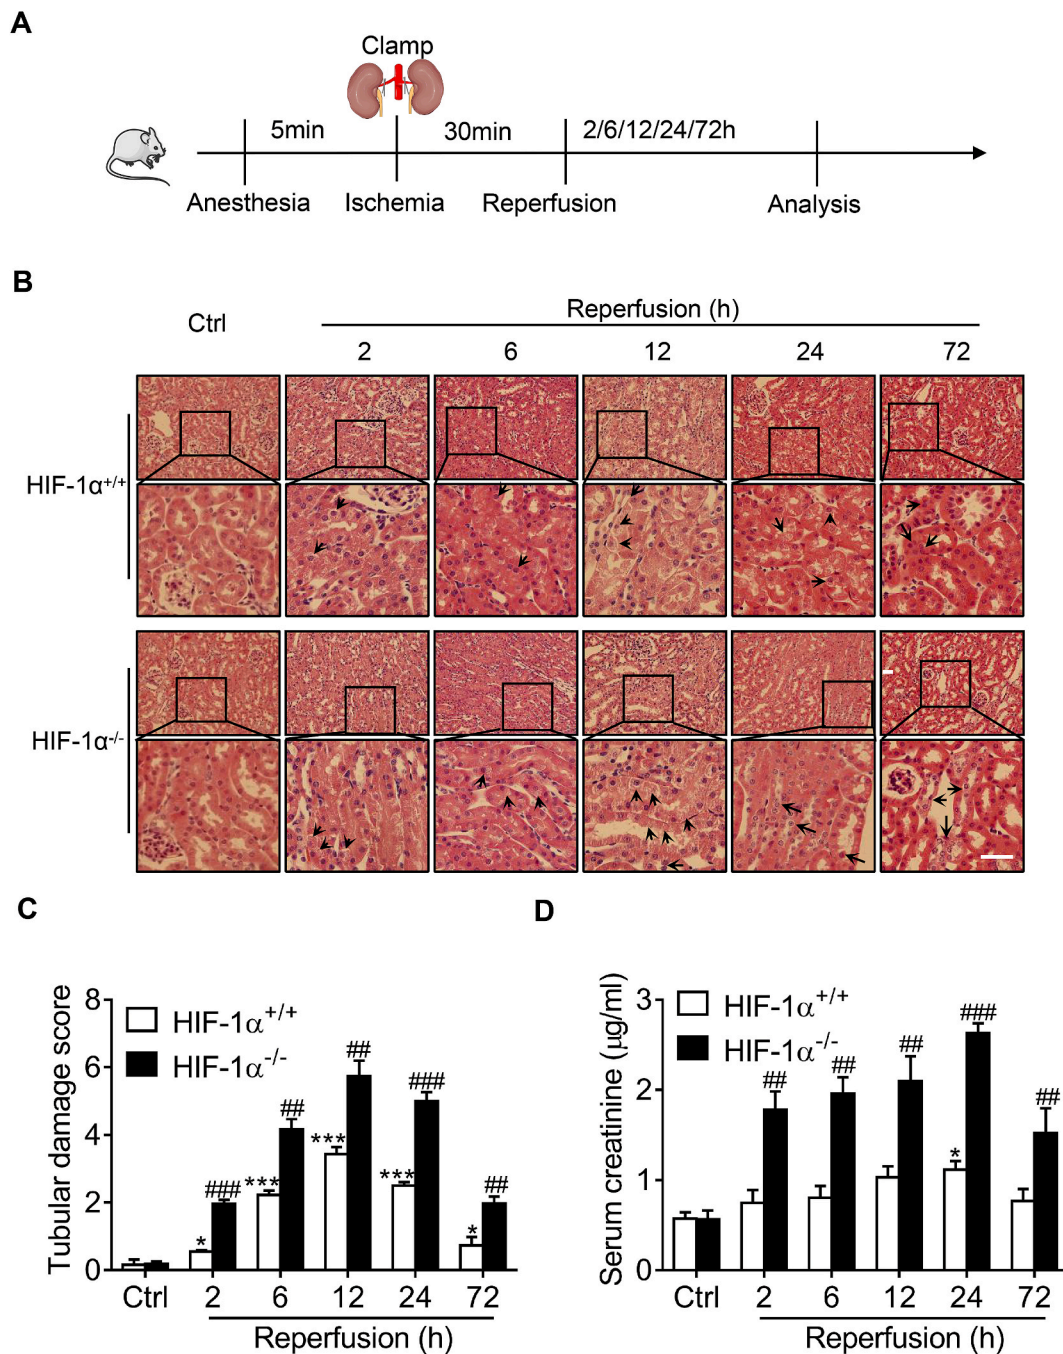 A
Clamp
5min
30min
2/6/12/24/72h
Anesthesia
Ischemia
Reperfusion
Analysis
B
Ctrl
Reperfusion (h)
2
6
12
24
72
HIF-1α+/+
HIF-1α-/-
C
Tubular damage score
8
6
4
2
0
HIF-1α+/+
HIF-1α-/-
*
###
***
##
***
##
***
###
*
##
Ctrl
2
6
12
24
72
Reperfusion (h)
D
Serum creatinine (µg/ml)
3
2
1
0
HIF-1α+/+
HIF-1α-/-
##
##
##
*
###
##
Ctrl
2
6
12
24
72
Reperfusion (h)